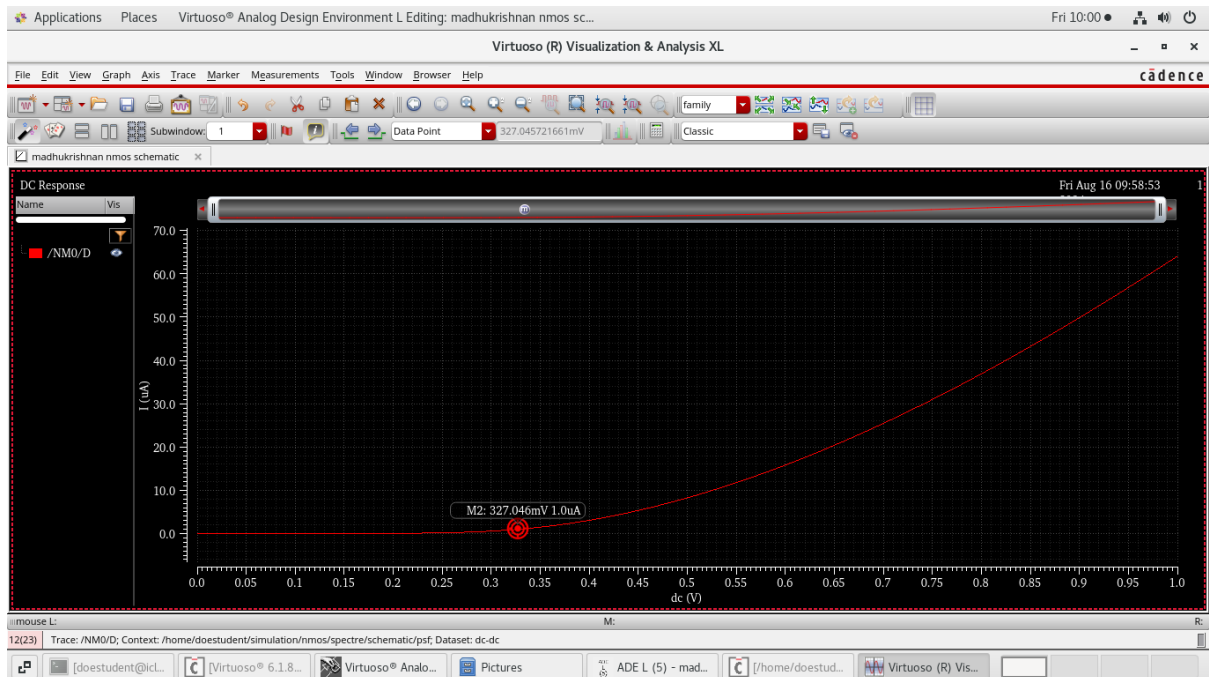 Applications Places Virtuoso® Analog Design Environment L Editing: madhukrishnan nmos sc... Fri 10:00
Virtuoso (R) Visualization & Analysis XL
File Edit View Graph Axis Trace Marker Measurements Tools Window Browser Help cādence
family
Subwindow: 1 Data Point 327.045721661mV Classic
madhukrishnan nmos schematic
DC Response Fri Aug 16 09:58:53 1
Name Vis
/NM0/D
70.0
60.0
50.0
40.0
30.0
20.0
10.0
0.0
I (uA)
M2: 327.046mV 1.0uA
0.0 0.05 0.1 0.15 0.2 0.25 0.3 0.35 0.4 0.45 0.5 0.55 0.6 0.65 0.7 0.75 0.8 0.85 0.9 0.95 1.0
dc (V)
mouse L: M: R:
12(23) Trace: /NM0/D; Context: /home/doestudent/simulation/nmos/spectre/schematic/psf; Dataset: dc-dc
[doestudent@icl... [Virtuoso® 6.1.8... Virtuoso® Analo... Pictures ADE L (5) - mad... [/home/doestud... Virtuoso (R) Vis...